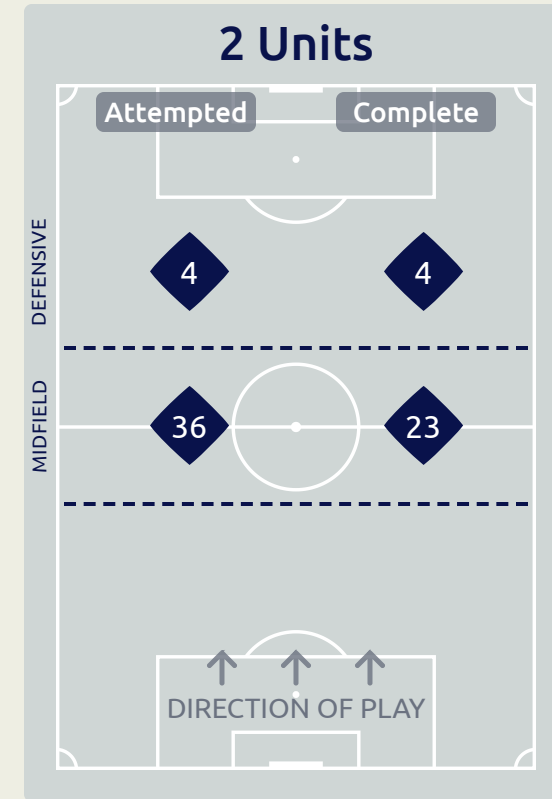 2 Units
Attempted
Complete
DEFENSIVE
4
4
MIDFIELD
36
23
DIRECTION OF PLAY